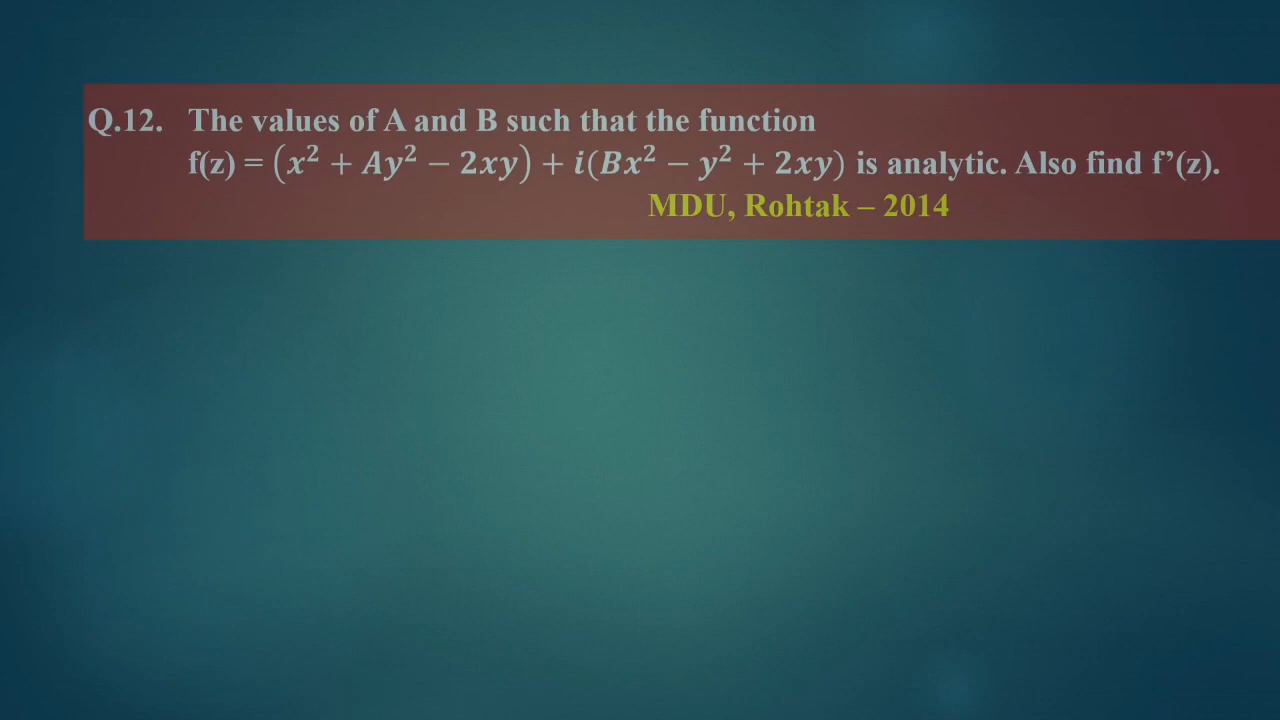 Q.12. The values of A and B such that the function
f(z) = (x² + Ay² − 2xy) + i(Bx² − y² + 2xy) is analytic. Also find f’(z).
MDU, Rohtak – 2014